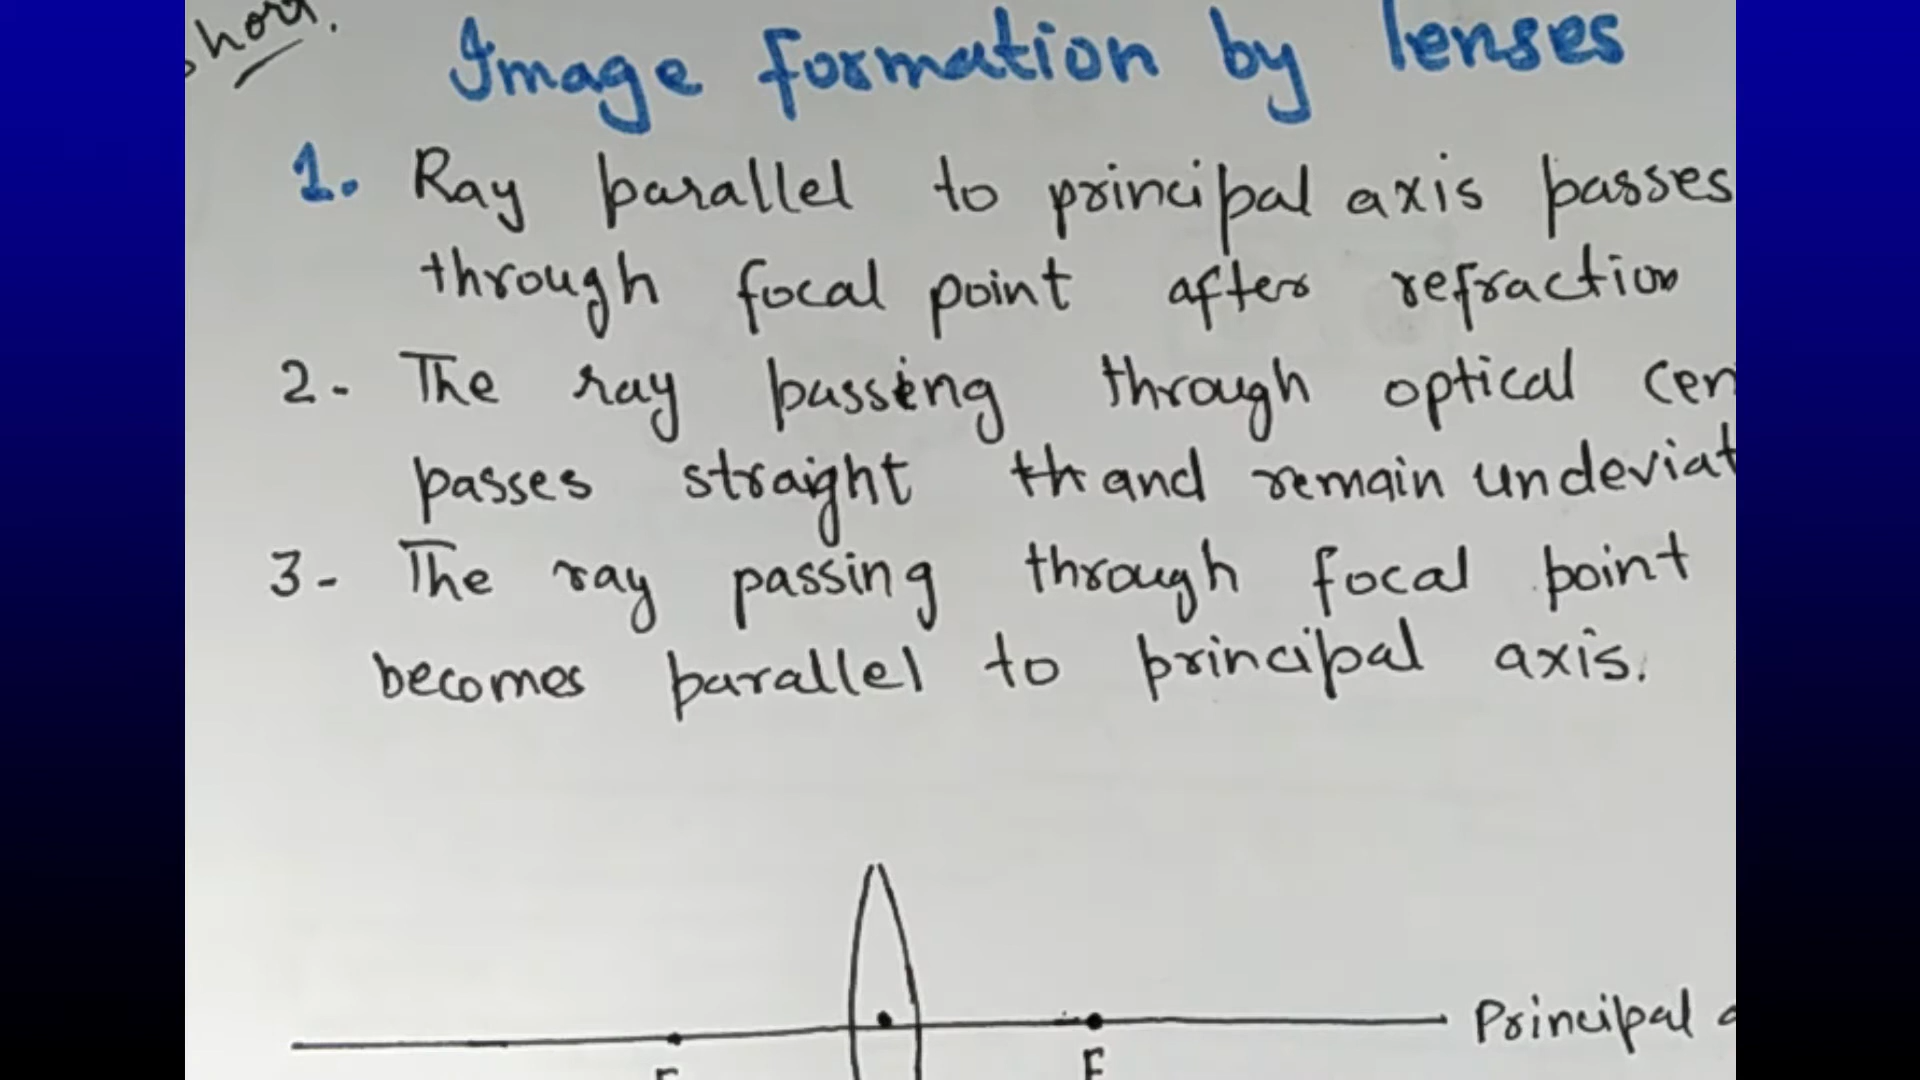 Image formation by lenses
1. Ray parallel to principal axis passes
through focal point after refraction
2- The ray passing through optical cen
passes straight th and remain undeviat
3- The ray passing through focal point
becomes parallel to principal axis.
Principal a
F F